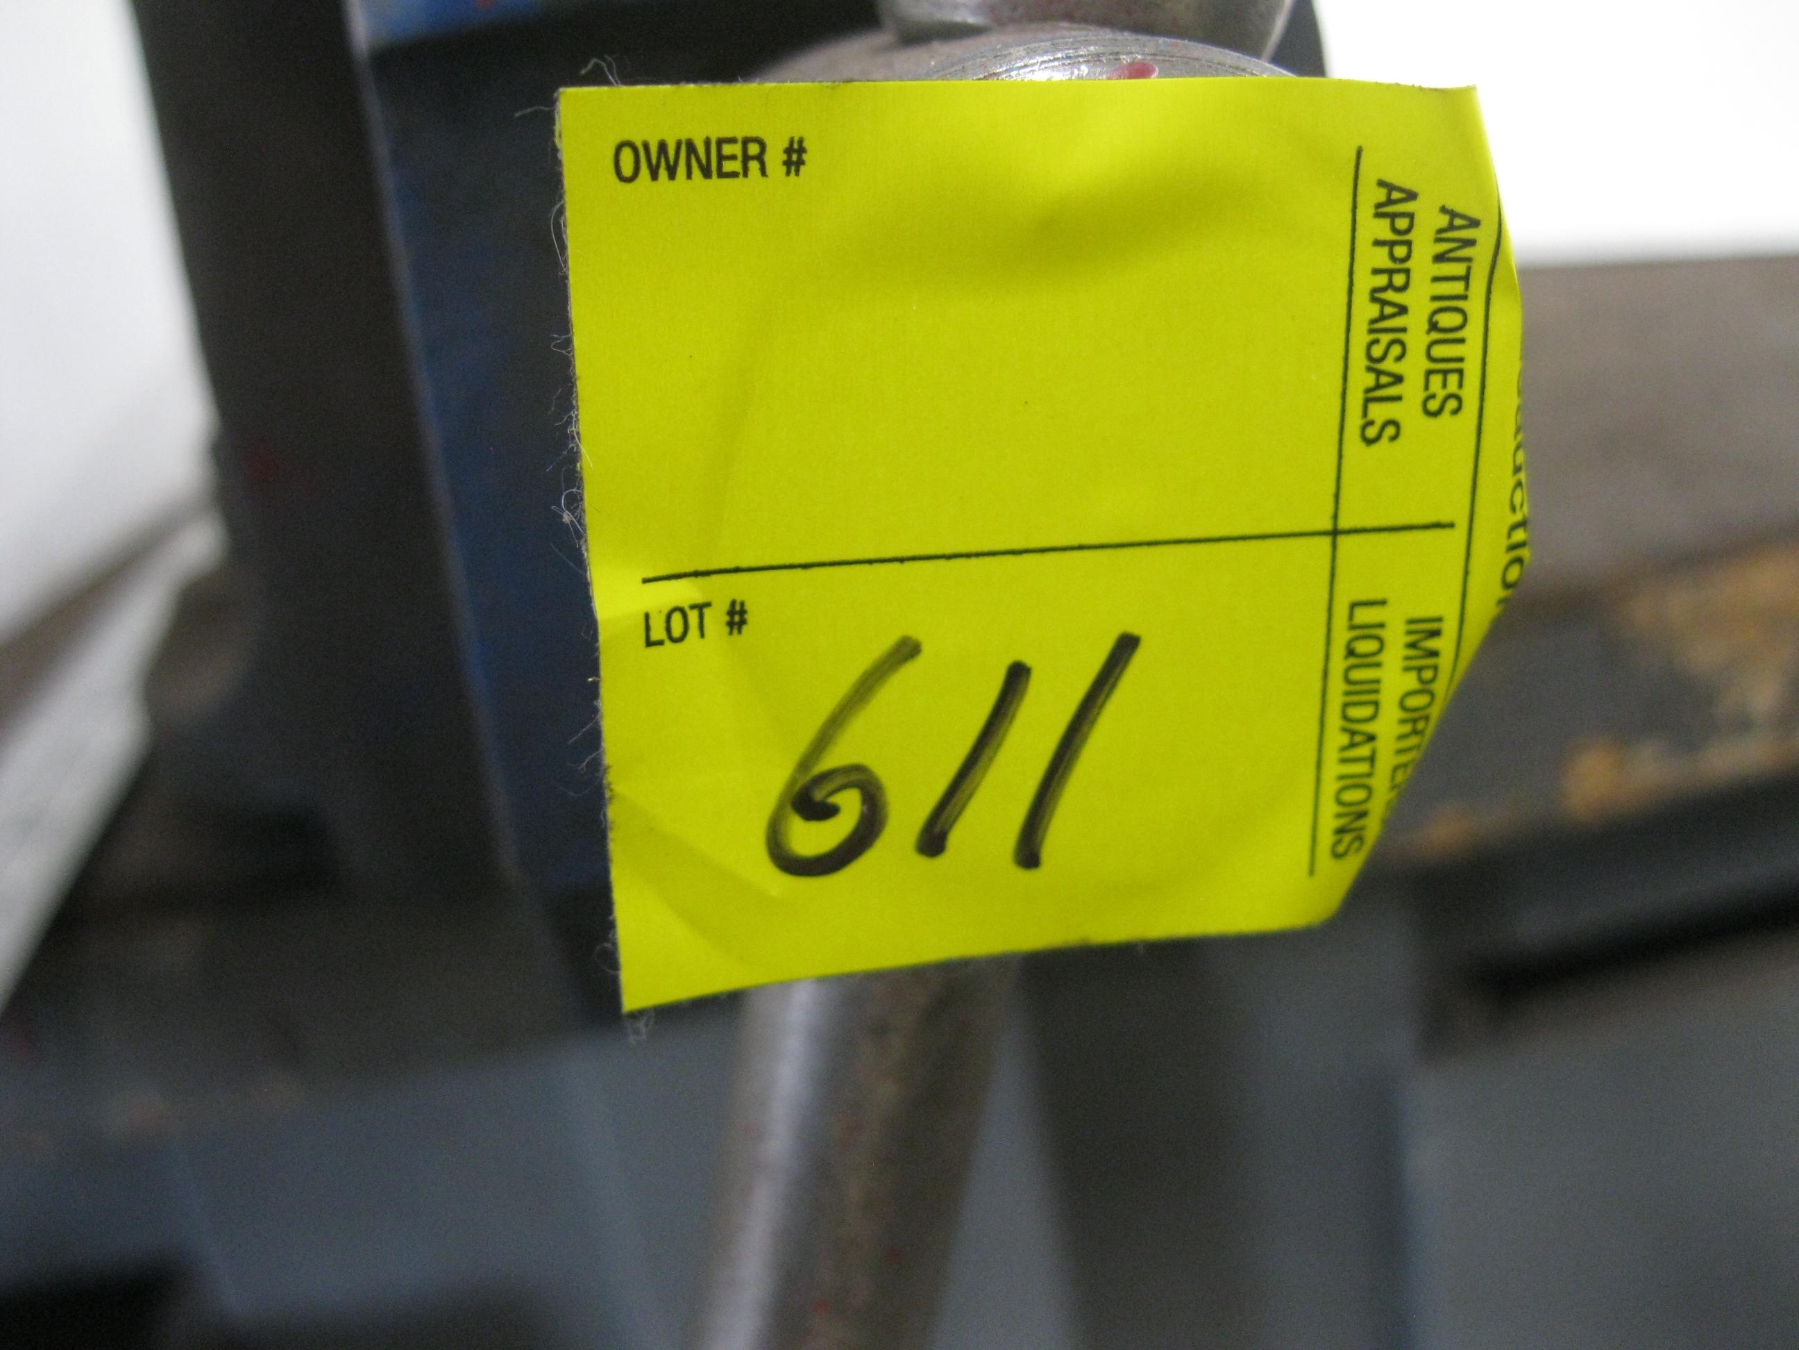 OWNER #
LOT #
611
ANTIQUES
APPRAISALS
LIQUIDATIONS